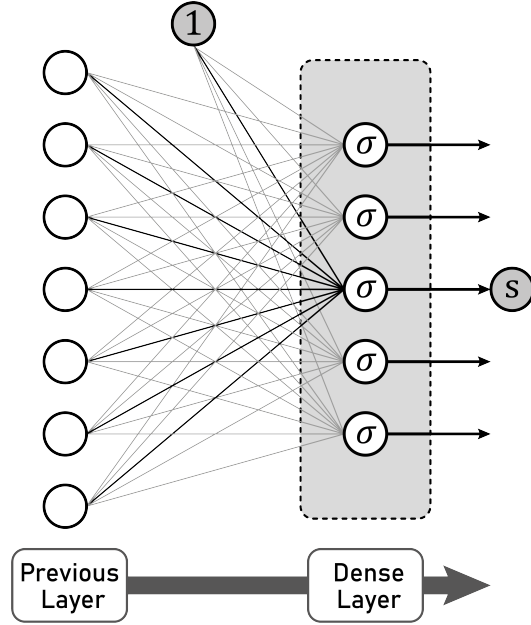 1
σ
σ
σ
s
σ
σ
Previous
Layer
Dense
Layer